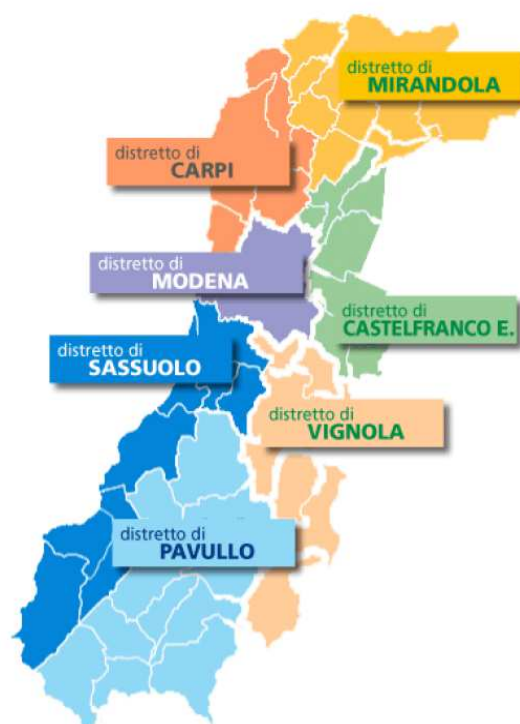 distretto di
MIRANDOLA
distretto di
CARPI
distretto di
MODENA
distretto di
CASTELFRANCO E.
distretto di
SASSUOLO
distretto di
VIGNOLA
distretto di
PAVULLO